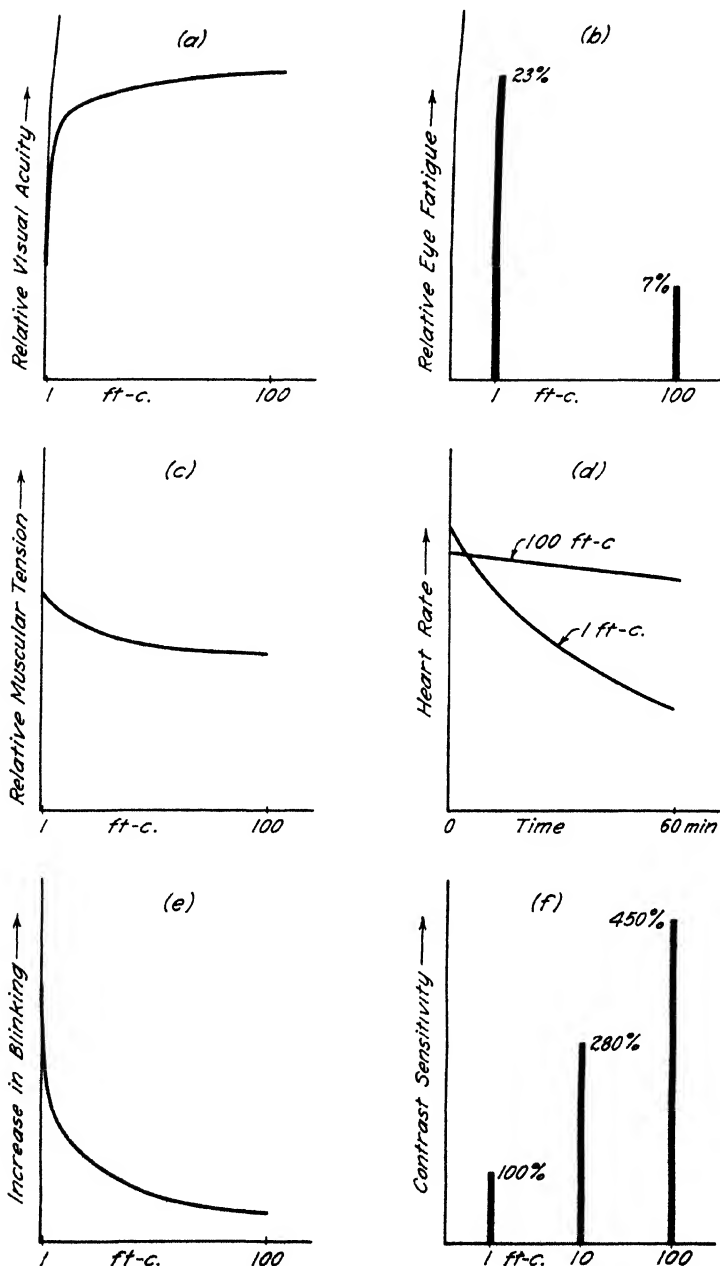 (a)
Relative Visual Acuity
1 ft-c. 100
(b)
Relative Eye Fatigue
23%
7%
1 ft-c. 100
(c)
Relative Muscular Tension
1 ft-c. 100
(d)
Heart Rate
100 ft-c
1 ft-c.
0 Time 60 min
(e)
Increase in Blinking
1 ft-c. 100
(f)
Contrast Sensitivity
450%
280%
100%
1 ft-c. 10 100